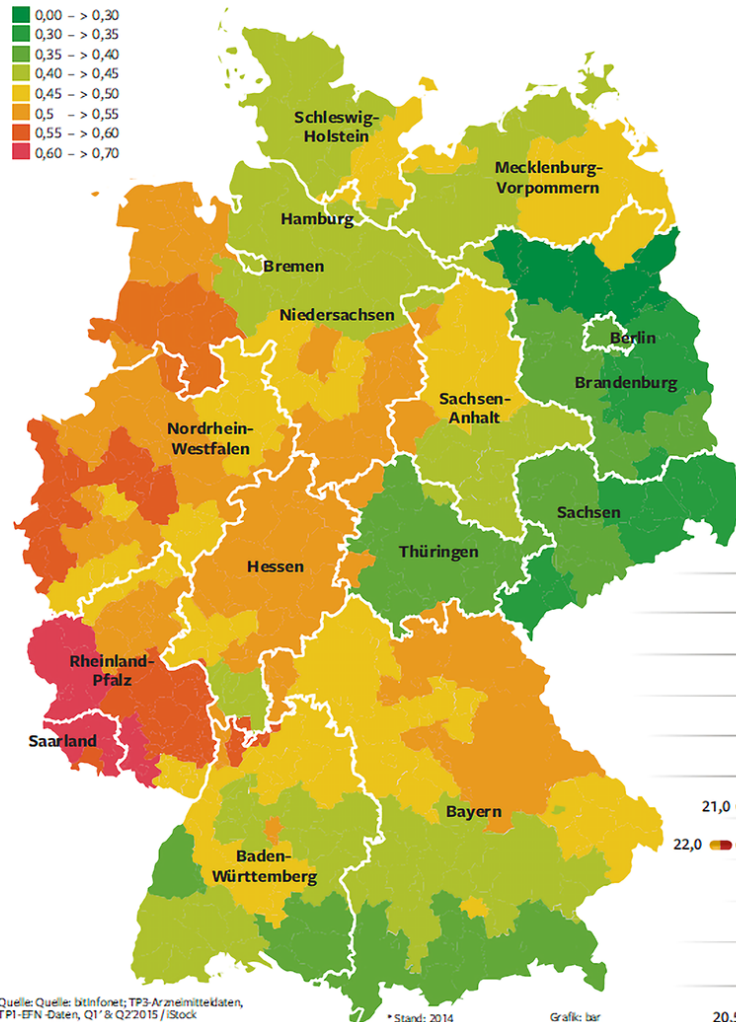 0,00 – > 0,30
0,30 – > 0,35
0,35 – > 0,40
0,40 – > 0,45
0,45 – > 0,50
0,5 – > 0,55
0,55 – > 0,60
0,60 – > 0,70
Schleswig-
Holstein
Mecklenburg-
Vorpommern
Hamburg
Bremen
Niedersachsen
Berlin
Brandenburg
Sachsen-
Anhalt
Nordrhein-
Westfalen
Sachsen
Thüringen
Hessen
Rheinland-
Pfalz
Saarland
Bayern
21,0
22,0
Baden-
Württemberg
Quelle: Quelle: bitInfonet; TP3-Arzneimitteldaten,
TP1-EFN -Daten, Q1' & Q2'2015 / iStock
* Stand: 2014
Grafik: bar
20,5